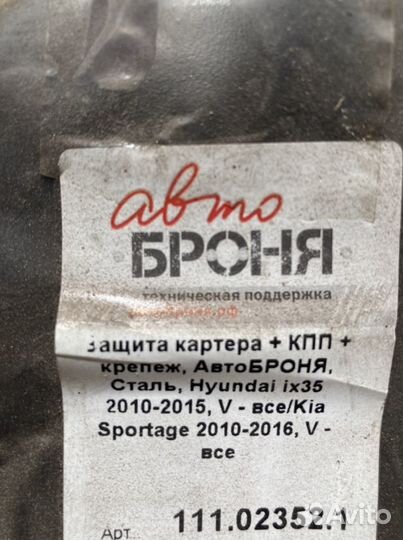 авто
БРОНЯ
техническая поддержка
Защита картера + КПП +
крепеж, АвтоБРОНЯ,
Сталь, Hyundai ix35
2010-2015, V - все/Kia
Sportage 2010-2016, V -
все
Арт. 111.02352.1
Avito